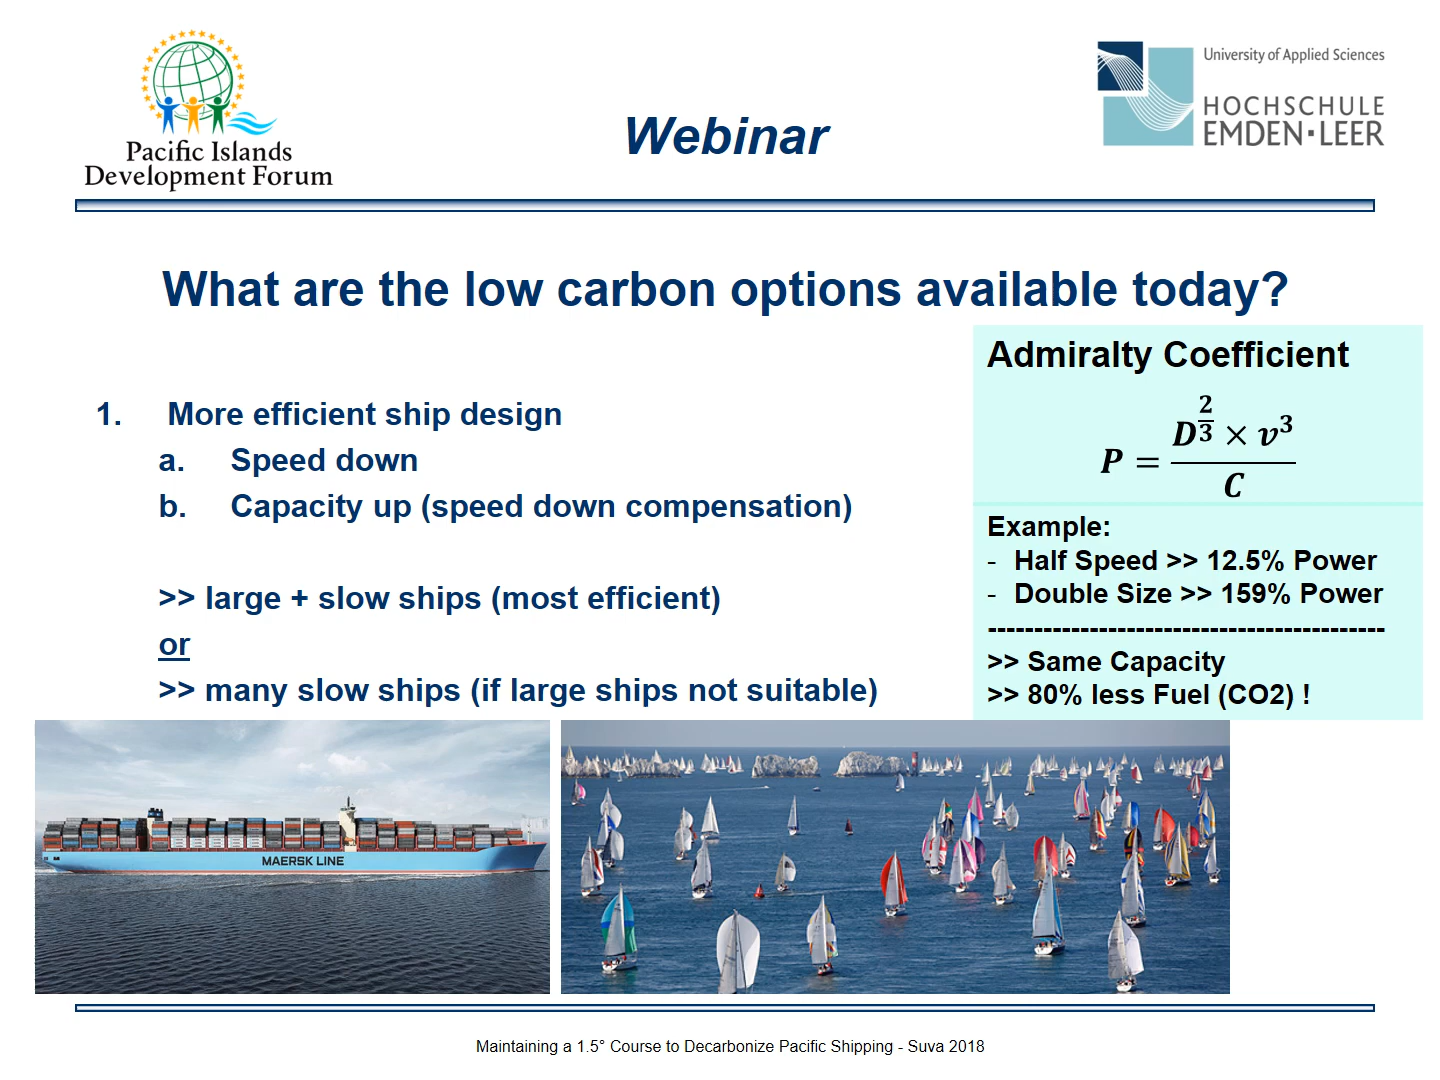 Pacific Islands
Development Forum
Webinar
University of Applied Sciences
HOCHSCHULE
EMDEN•LEER
What are the low carbon options available today?
1. More efficient ship design
a. Speed down
b. Capacity up (speed down compensation)
>> large + slow ships (most efficient)
or
>> many slow ships (if large ships not suitable)
Admiralty Coefficient
P = D^(2/3) × v^3 / C
Example:
- Half Speed >> 12.5% Power
- Double Size >> 159% Power
-------------------------------------------
>> Same Capacity
>> 80% less Fuel (CO2) !
MAERSK LINE
Maintaining a 1.5° Course to Decarbonize Pacific Shipping - Suva 2018